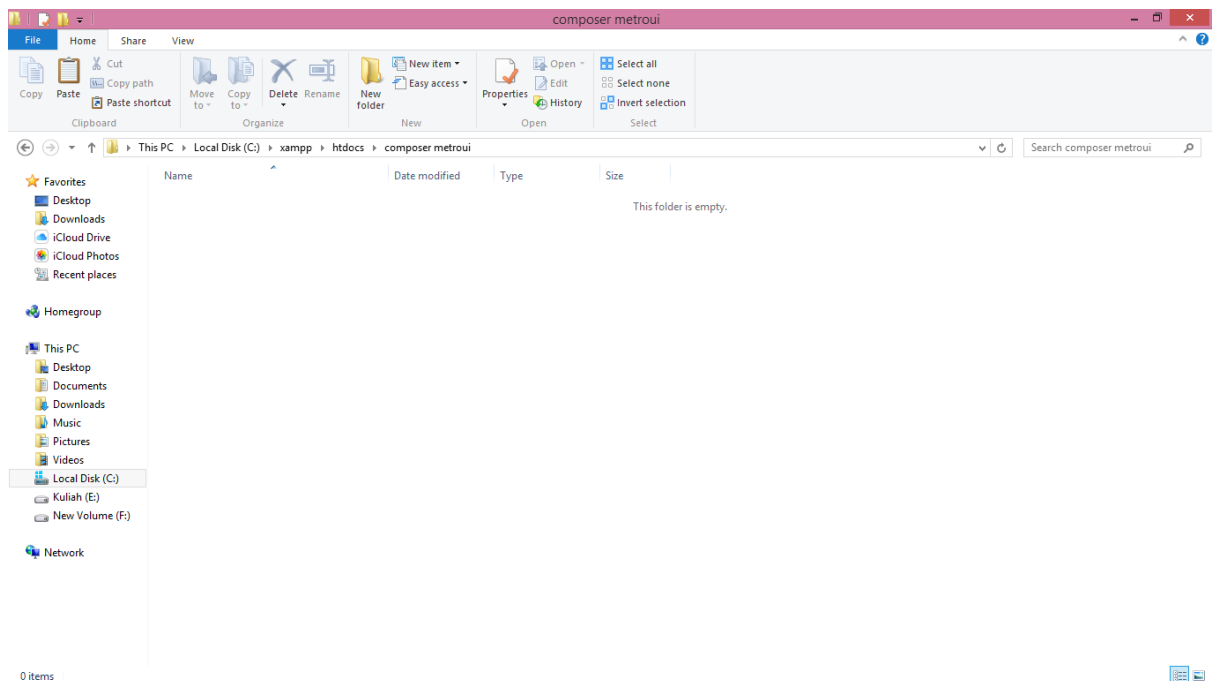 composer metroui
File Home Share View
Copy
Paste
Cut
Copy path
Paste shortcut
Clipboard
Move to
Copy to
Delete
Rename
Organize
New folder
New item
Easy access
New
Properties
Open
Edit
History
Open
Select all
Select none
Invert selection
Select
This PC Local Disk (C:) xampp htdocs composer metroui
Search composer metroui
Name Date modified Type Size
This folder is empty.
Favorites
Desktop
Downloads
iCloud Drive
iCloud Photos
Recent places
Homegroup
This PC
Desktop
Documents
Downloads
Music
Pictures
Videos
Local Disk (C:)
Kuliah (E:)
New Volume (F:)
Network
0 items